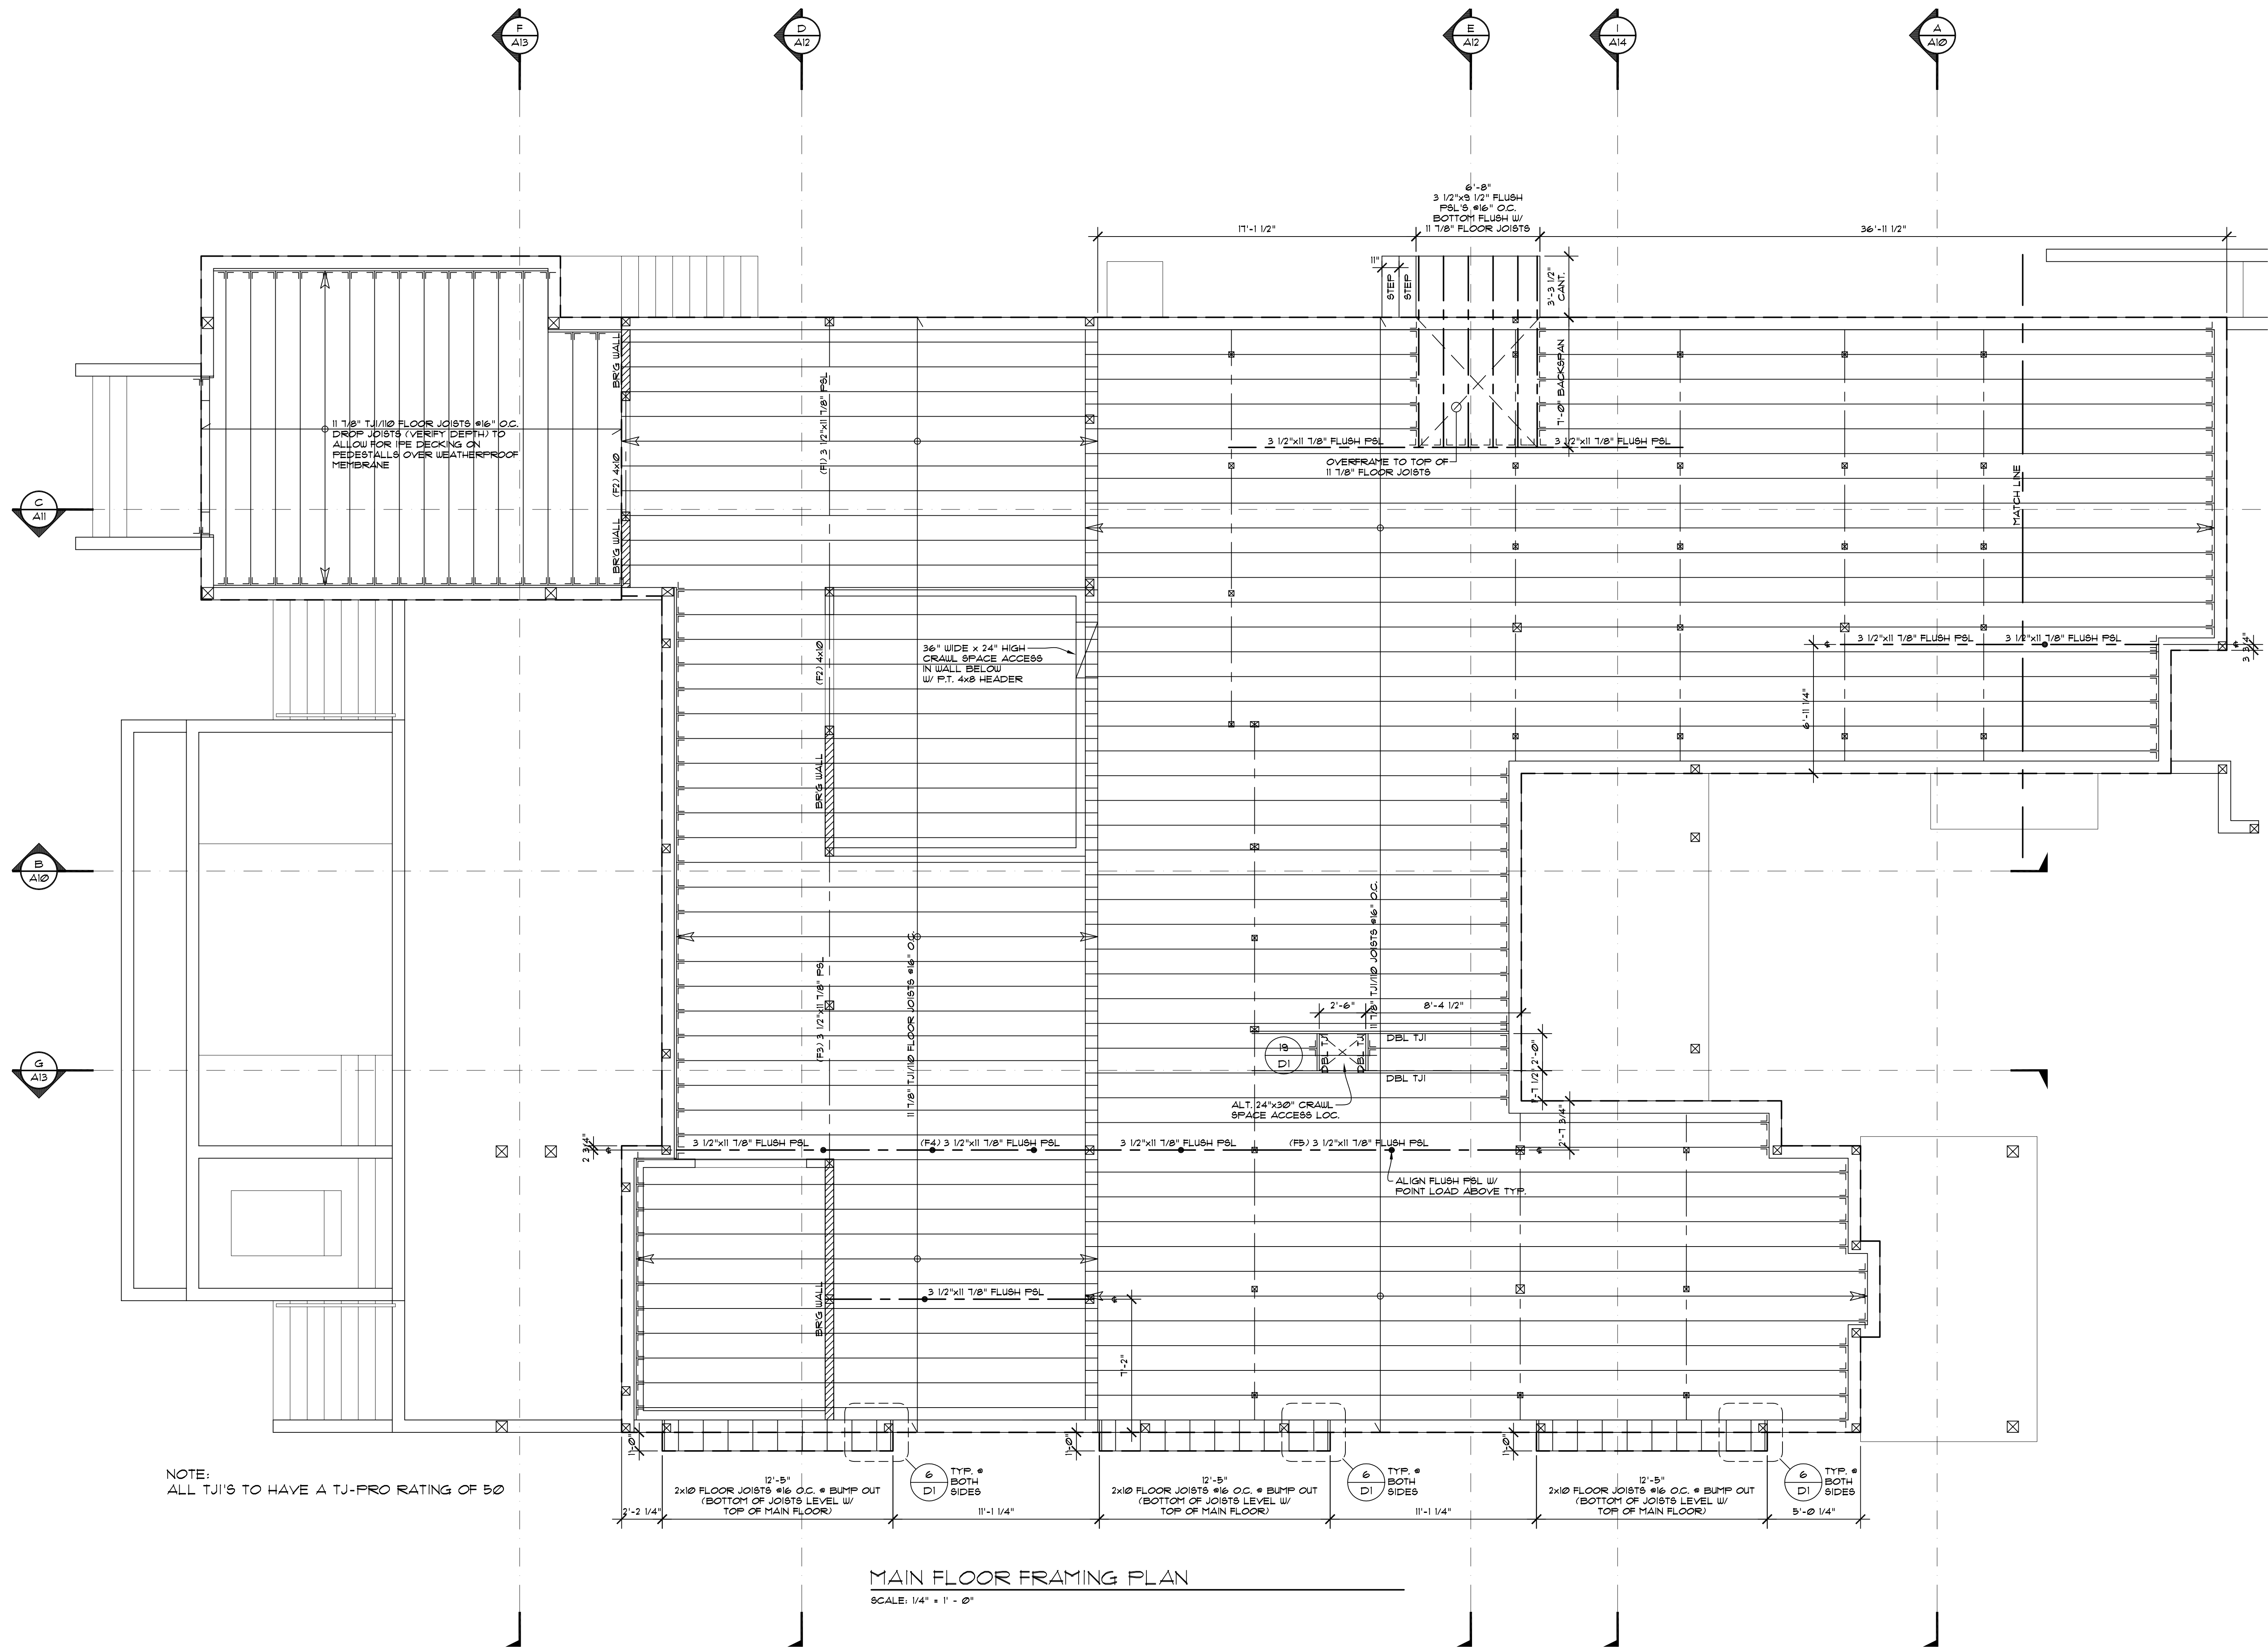 F
A13
D
A12
E
A12
I
A14
A
A10
6'-8"
3 1/2"x9 1/2" FLUSH
PSL'S @16" O.C.
BOTTOM FLUSH W/
11 7/8" FLOOR JOISTS
17'-1 1/2"
36'-11 1/2"
11"
STEP
STEP
3'-3 1/2"
CANT.
7'-0" BACKSPAN
BR'G WALL
(F1) 3 1/2"x11 7/8" PSL
11 7/8" TJI/110 FLOOR JOISTS @16" O.C.
DROP JOISTS (VERIFY DEPTH) TO
ALLOW FOR IPE DECKING ON
PEDESTALLS OVER WEATHERPROOF
MEMBRANE
(F2) 4x10
BR'G WALL
3 1/2"x11 7/8" FLUSH PSL
3 1/2"x11 7/8" FLUSH PSL
OVERFRAME TO TOP OF
11 7/8" FLOOR JOISTS
MATCH LINE
C
A11
36" WIDE x 24" HIGH
CRAWL SPACE ACCESS
IN WALL BELOW
W/ P.T. 4x8 HEADER
(F2) 4x10
3 1/2"x11 7/8" FLUSH PSL
3 1/2"x11 7/8" FLUSH PSL
3 3/4"
6'-11 1/4"
BR'G WALL
B
A10
(F3) 3 1/2"x11 7/8" PSL
11 7/8" TJI/110 FLOOR JOISTS @16" O.C.
11 7/8" TJI/110 JOISTS @16" O.C.
2'-6"
8'-4 1/2"
DBL TJI
DBL TJI
DBL TJI
DBL TJI
18
D1
2'-0"
1'-7 1/2"
2'-7 3/4"
G
A13
ALT. 24"x30" CRAWL
SPACE ACCESS LOC.
2 3/4"
3 1/2"x11 7/8" FLUSH PSL
(F4) 3 1/2"x11 7/8" FLUSH PSL
3 1/2"x11 7/8" FLUSH PSL
(F5) 3 1/2"x11 7/8" FLUSH PSL
ALIGN FLUSH PSL W/
POINT LOAD ABOVE TYP.
BR'G WALL
3 1/2"x11 7/8" FLUSH PSL
7'-2"
1'-0"
1'-0"
1'-0"
NOTE:
ALL TJI'S TO HAVE A TJ-PRO RATING OF 50
6
D1
TYP. @
BOTH
SIDES
6
D1
TYP. @
BOTH
SIDES
6
D1
TYP. @
BOTH
SIDES
12'-5"
2x10 FLOOR JOISTS @16 O.C. @ BUMP OUT
(BOTTOM OF JOISTS LEVEL W/
TOP OF MAIN FLOOR)
12'-5"
2x10 FLOOR JOISTS @16 O.C. @ BUMP OUT
(BOTTOM OF JOISTS LEVEL W/
TOP OF MAIN FLOOR)
12'-5"
2x10 FLOOR JOISTS @16 O.C. @ BUMP OUT
(BOTTOM OF JOISTS LEVEL W/
TOP OF MAIN FLOOR)
2'-2 1/4"
11'-1 1/4"
11'-1 1/4"
5'-0 1/4"
MAIN FLOOR FRAMING PLAN
SCALE: 1/4" = 1' - 0"